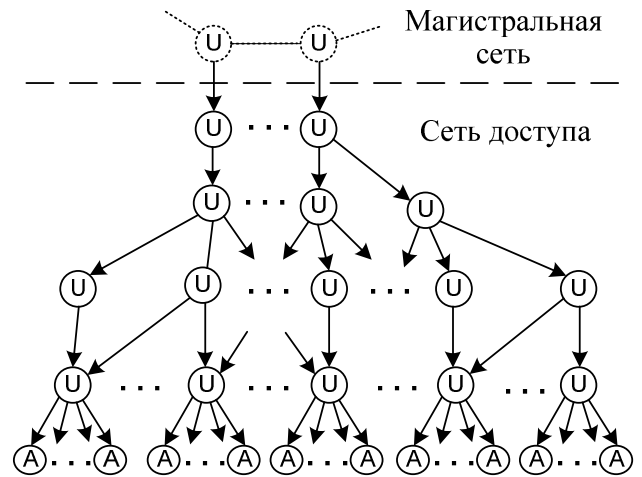 Магистральная
U U
сеть
U ... U
Сеть доступа
U ... U U
U U ... U ... U U
U ... U ... U ... U ... U
A ... A A ... A A ... A A ... A A ... A